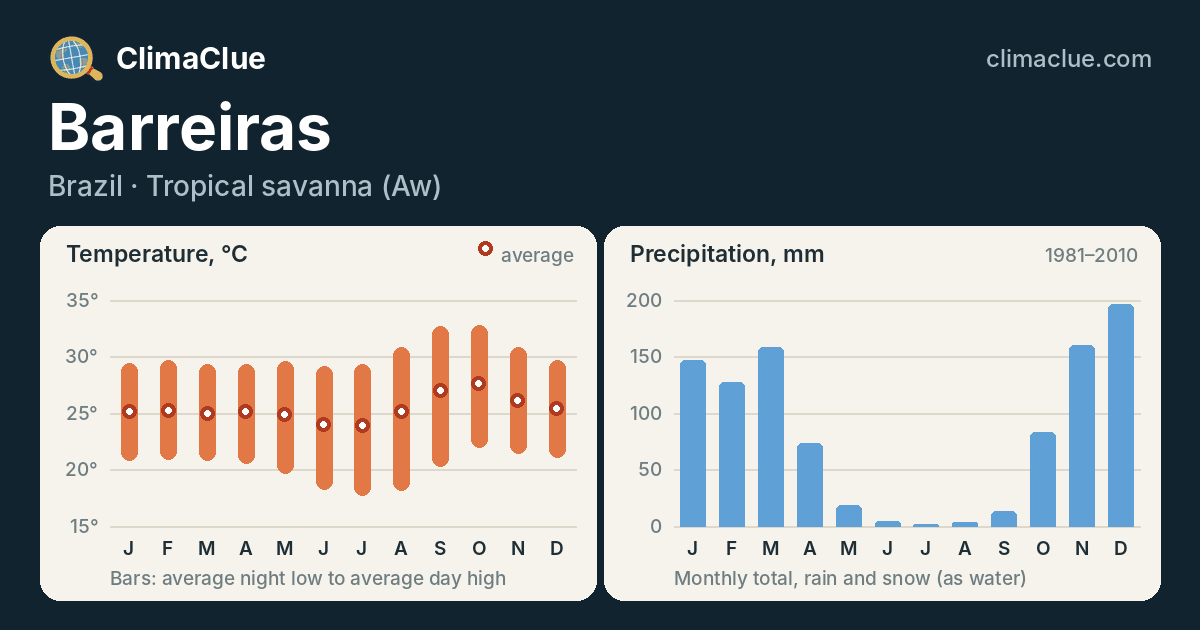 ClimaClue
climaclue.com
Barreiras
Brazil · Tropical savanna (Aw)
Temperature, °C
average
35°
30°
25°
20°
15°
J F M A M J J A S O N D
Bars: average night low to average day high
Precipitation, mm
1981–2010
200
150
100
50
0
J F M A M J J A S O N D
Monthly total, rain and snow (as water)